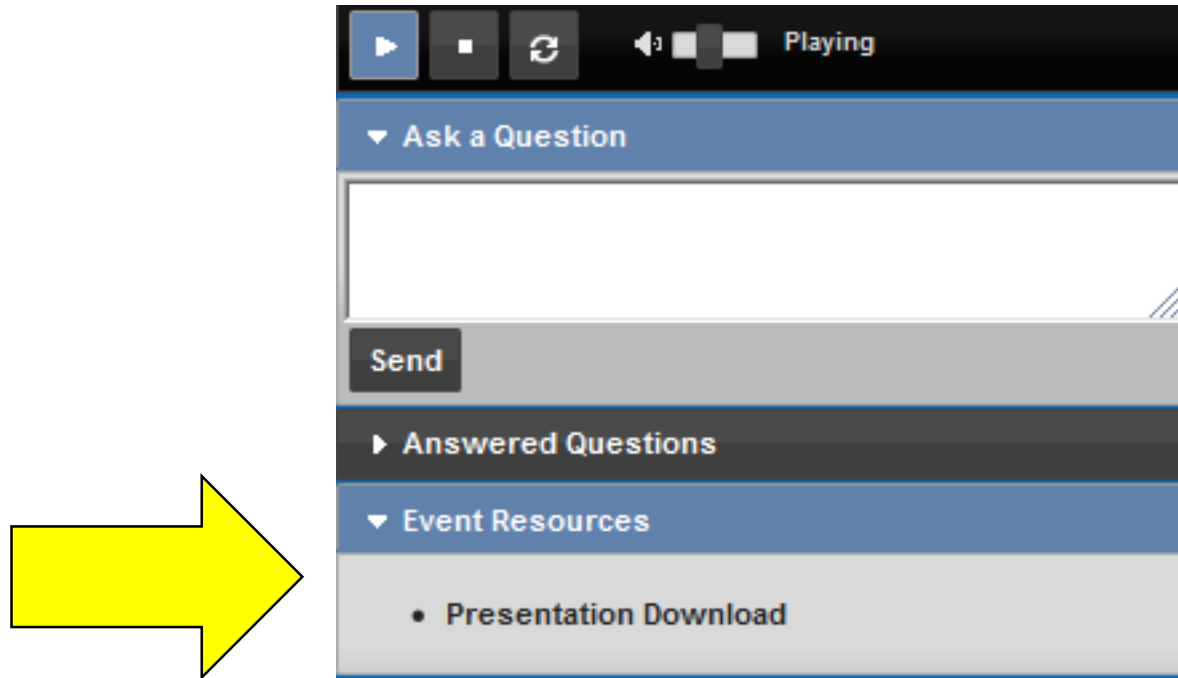 Playing
Ask a Question
Send
Answered Questions
Event Resources
Presentation Download